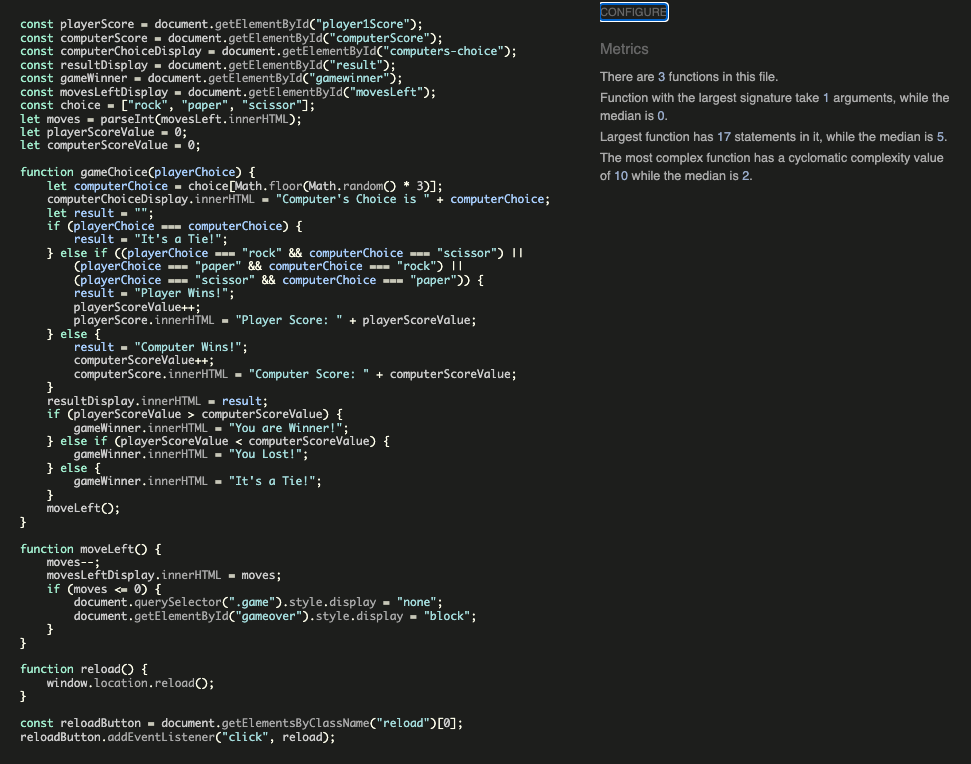 const playerScore = document.getElementById("player1Score");
const computerScore = document.getElementById("computerScore");
const computerChoiceDisplay = document.getElementById("computers-choice");
const resultDisplay = document.getElementById("result");
const gameWinner = document.getElementById("gamewinner");
const movesLeftDisplay = document.getElementById("movesLeft");
const choice = ["rock", "paper", "scissor"];
let moves = parseInt(movesLeft.innerHTML);
let playerScoreValue = 0;
let computerScoreValue = 0;

function gameChoice(playerChoice) {
    let computerChoice = choice[Math.floor(Math.random() * 3)];
    computerChoiceDisplay.innerHTML = "Computer's Choice is " + computerChoice;
    let result = "";
    if (playerChoice === computerChoice) {
        result = "It's a Tie!";
    } else if ((playerChoice === "rock" && computerChoice === "scissor") ||
        (playerChoice === "paper" && computerChoice === "rock") ||
        (playerChoice === "scissor" && computerChoice === "paper")) {
        result = "Player Wins!";
        playerScoreValue++;
        playerScore.innerHTML = "Player Score: " + playerScoreValue;
    } else {
        result = "Computer Wins!";
        computerScoreValue++;
        computerScore.innerHTML = "Computer Score: " + computerScoreValue;
    }
    resultDisplay.innerHTML = result;
    if (playerScoreValue > computerScoreValue) {
        gameWinner.innerHTML = "You are Winner!";
    } else if (playerScoreValue < computerScoreValue) {
        gameWinner.innerHTML = "You Lost!";
    } else {
        gameWinner.innerHTML = "It's a Tie!";
    }
    moveLeft();
}

function moveLeft() {
    moves--;
    movesLeftDisplay.innerHTML = moves;
    if (moves <= 0) {
        document.querySelector(".game").style.display = "none";
        document.getElementById("gameover").style.display = "block";
    }
}

function reload() {
    window.location.reload();
}

const reloadButton = document.getElementsByClassName("reload")[0];
reloadButton.addEventListener("click", reload);
CONFIGURE
Metrics
There are 3 functions in this file.
Function with the largest signature take 1 arguments, while the
median is 0.
Largest function has 17 statements in it, while the median is 5.
The most complex function has a cyclomatic complexity value
of 10 while the median is 2.